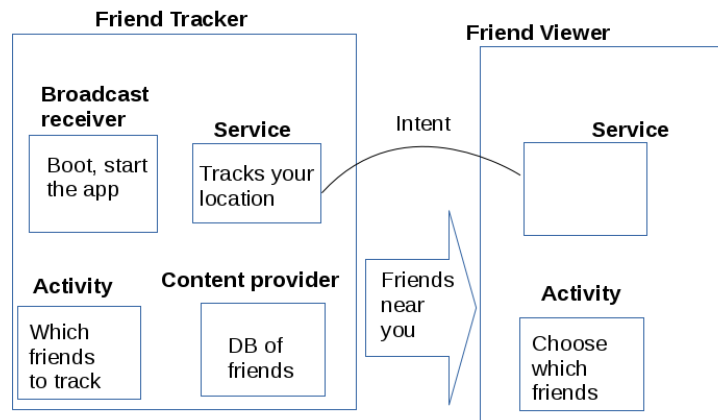 Friend Tracker
Broadcast
receiver
Boot, start
the app
Service
Tracks your
location
Activity
Which
friends
to track
Content provider
DB of
friends
Intent
Friends
near
you
Friend Viewer
Service
Activity
Choose
which
friends